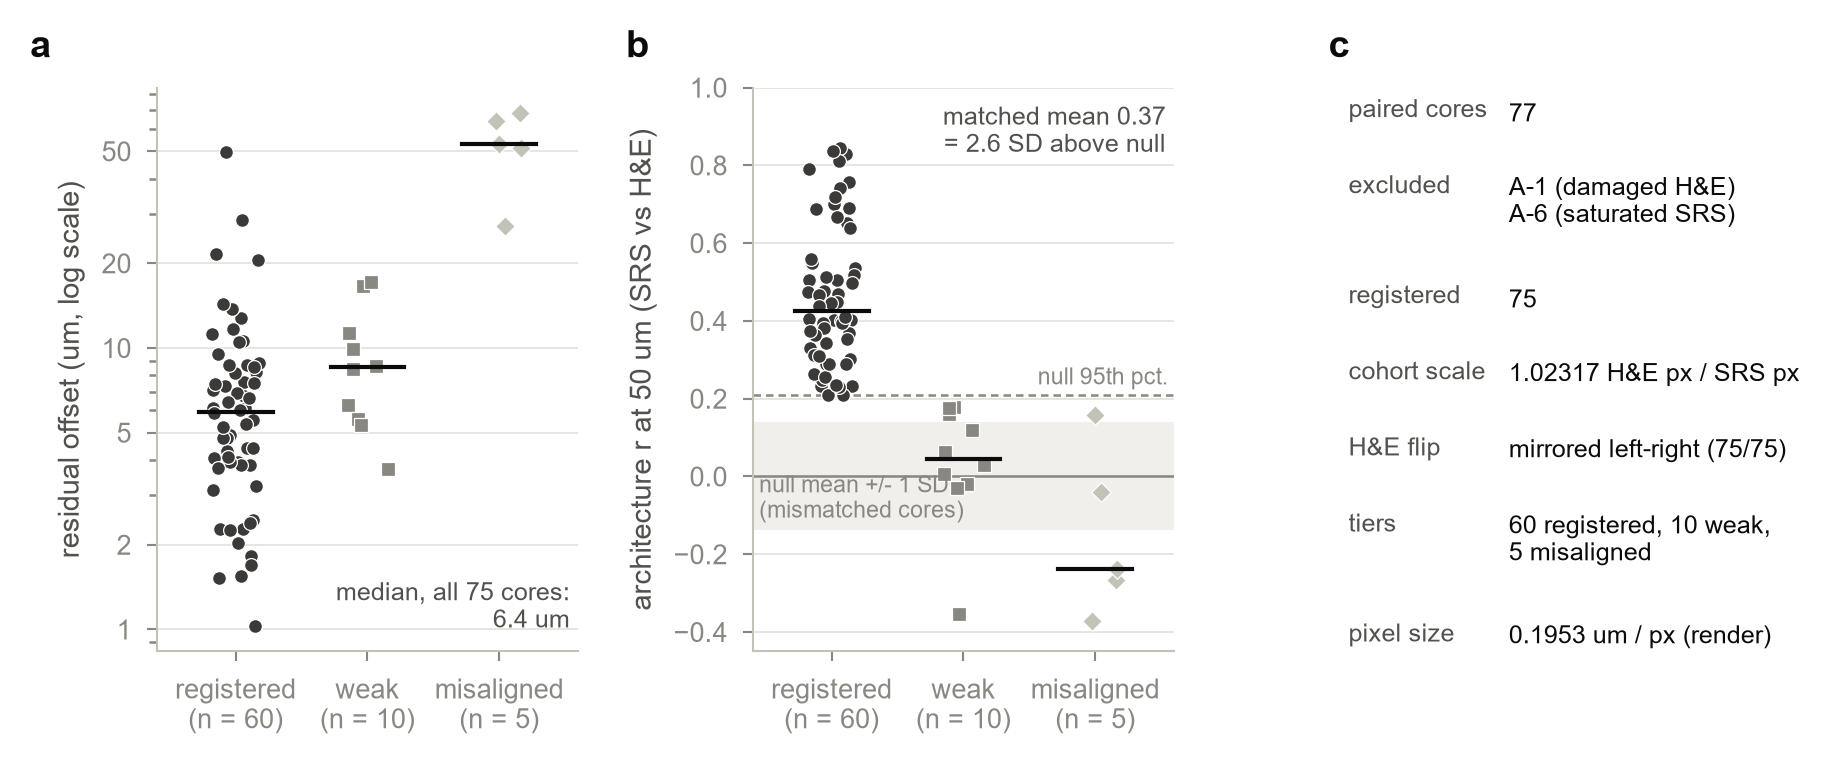 a
residual offset (um, log scale)
50
20
10
5
2
1
median, all 75 cores:
6.4 um
registered
(n = 60)
weak
(n = 10)
misaligned
(n = 5)
b
architecture r at 50 um (SRS vs H&E)
1.0
0.8
0.6
0.4
0.2
0.0
−0.2
−0.4
matched mean 0.37
= 2.6 SD above null
null 95th pct.
null mean +/- 1 SD
(mismatched cores)
registered
(n = 60)
weak
(n = 10)
misaligned
(n = 5)
c
paired cores 77
excluded A-1 (damaged H&E)
A-6 (saturated SRS)
registered 75
cohort scale 1.02317 H&E px / SRS px
H&E flip mirrored left-right (75/75)
tiers 60 registered, 10 weak,
5 misaligned
pixel size 0.1953 um / px (render)